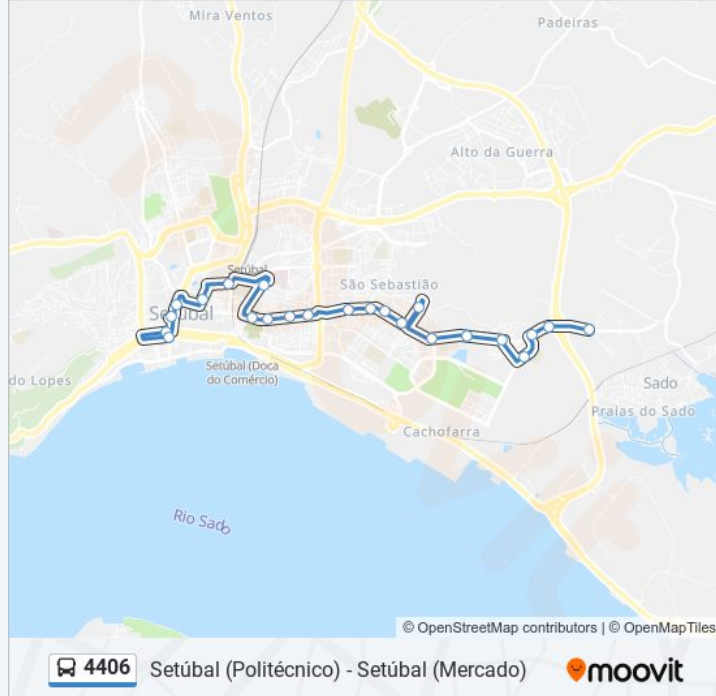 Mira Ventos
Padeiras
Alto da Guerra
Setúbal
São Sebastião
Setúbal
do Lopes
Setúbal (Doca
do Comércio)
Sado
Praias do Sado
Cachofarra
Rio Sado
© OpenStreetMap contributors | © OpenMapTiles
4406 Setúbal (Politécnico) - Setúbal (Mercado) moovit